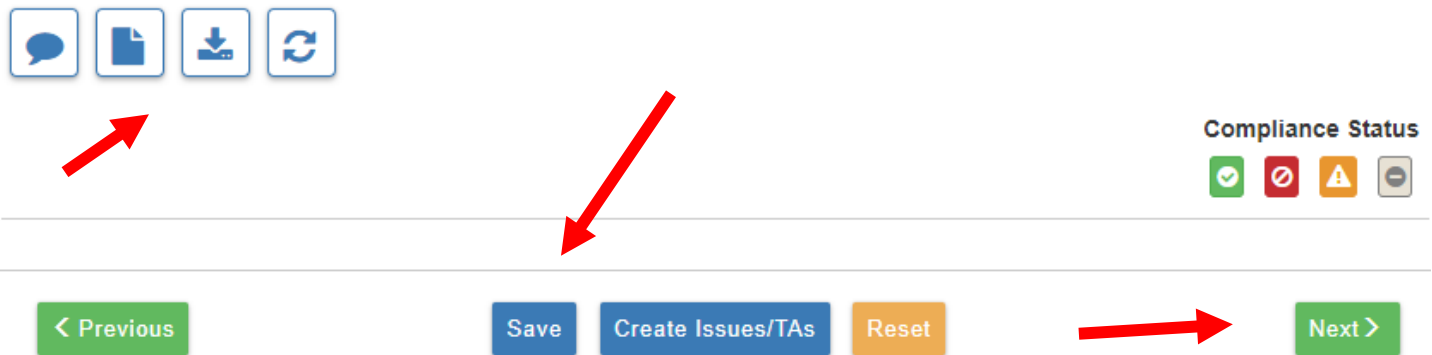 Compliance Status
< Previous
Save
Create Issues/TAs
Reset
Next >